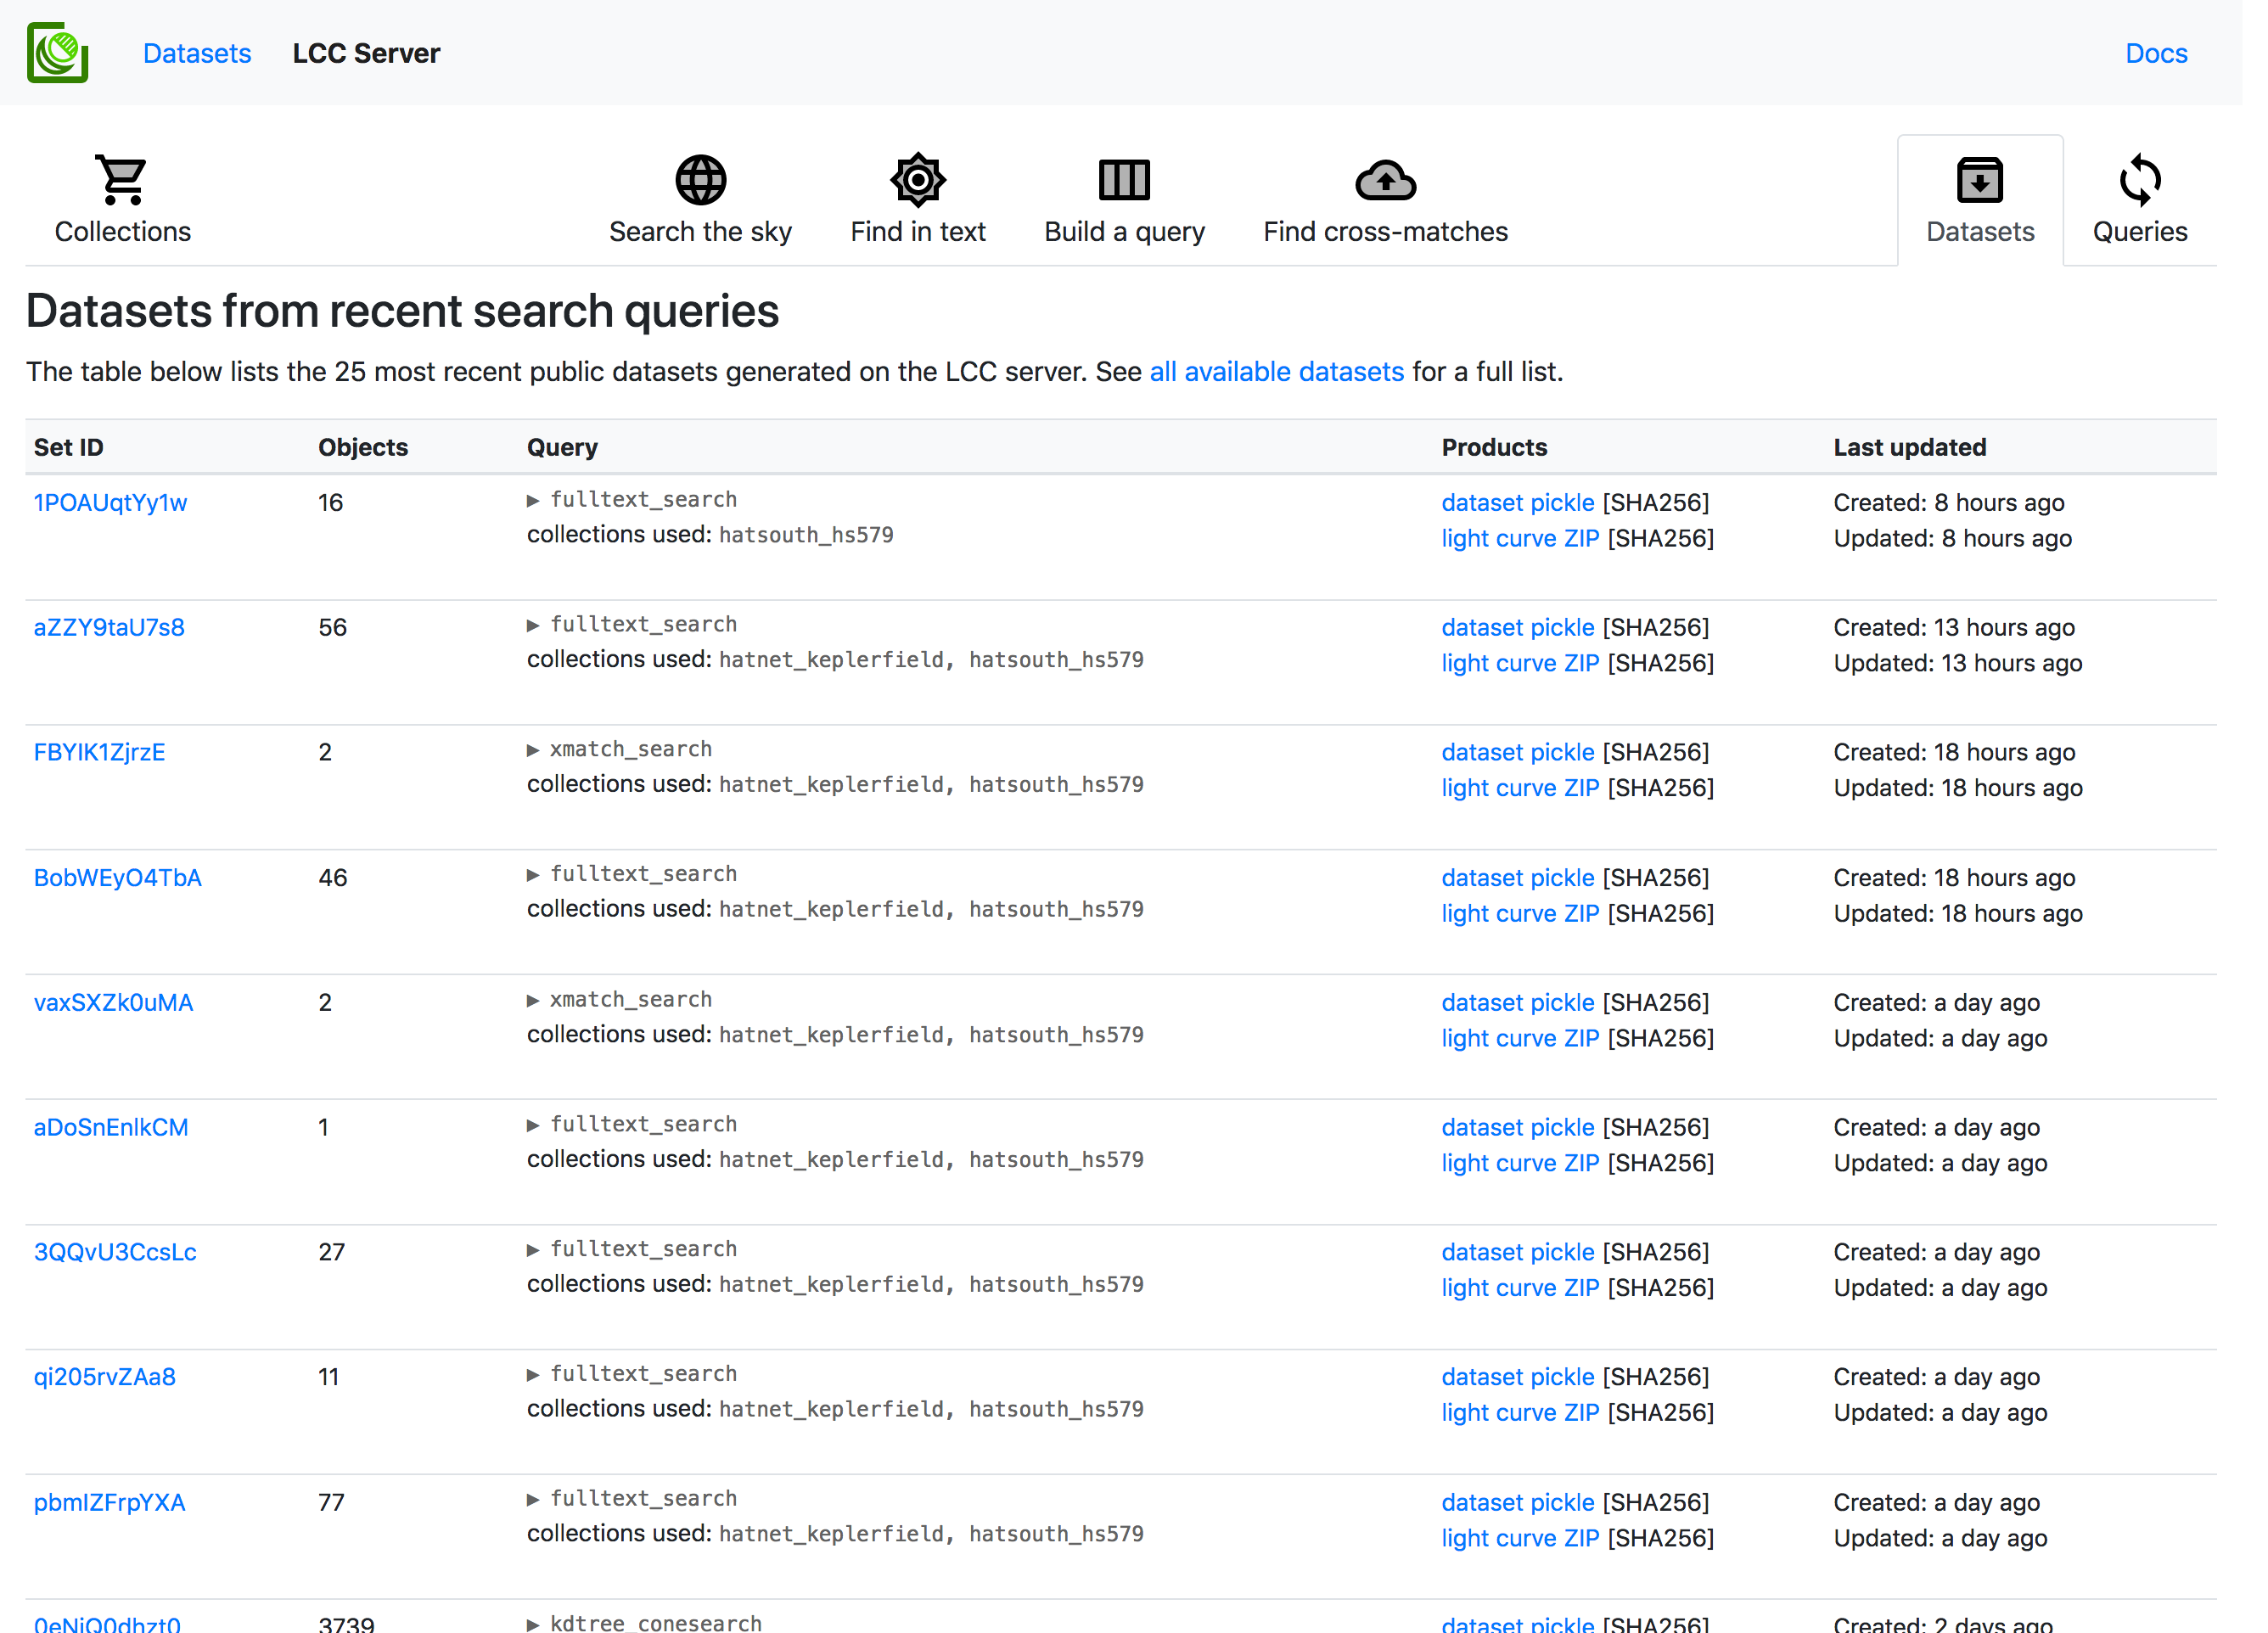 Datasets LCC Server Docs
Collections Search the sky Find in text Build a query Find cross-matches Datasets Queries
Datasets from recent search queries
The table below lists the 25 most recent public datasets generated on the LCC server. See all available datasets for a full list.
Set ID Objects Query Products Last updated
1POAUqtYy1w 16 ▶ fulltext_search dataset pickle [SHA256] Created: 8 hours ago
collections used: hatsouth_hs579 light curve ZIP [SHA256] Updated: 8 hours ago
aZZY9taU7s8 56 ▶ fulltext_search dataset pickle [SHA256] Created: 13 hours ago
collections used: hatnet_keplerfield, hatsouth_hs579 light curve ZIP [SHA256] Updated: 13 hours ago
FBYIK1ZjrzE 2 ▶ xmatch_search dataset pickle [SHA256] Created: 18 hours ago
collections used: hatnet_keplerfield, hatsouth_hs579 light curve ZIP [SHA256] Updated: 18 hours ago
BobWEyO4TbA 46 ▶ fulltext_search dataset pickle [SHA256] Created: 18 hours ago
collections used: hatnet_keplerfield, hatsouth_hs579 light curve ZIP [SHA256] Updated: 18 hours ago
vaxSXZk0uMA 2 ▶ xmatch_search dataset pickle [SHA256] Created: a day ago
collections used: hatnet_keplerfield, hatsouth_hs579 light curve ZIP [SHA256] Updated: a day ago
aDoSnEnlkCM 1 ▶ fulltext_search dataset pickle [SHA256] Created: a day ago
collections used: hatnet_keplerfield, hatsouth_hs579 light curve ZIP [SHA256] Updated: a day ago
3QQvU3CcsLc 27 ▶ fulltext_search dataset pickle [SHA256] Created: a day ago
collections used: hatnet_keplerfield, hatsouth_hs579 light curve ZIP [SHA256] Updated: a day ago
qi205rvZAa8 11 ▶ fulltext_search dataset pickle [SHA256] Created: a day ago
collections used: hatnet_keplerfield, hatsouth_hs579 light curve ZIP [SHA256] Updated: a day ago
pbmIZFrpYXA 77 ▶ fulltext_search dataset pickle [SHA256] Created: a day ago
collections used: hatnet_keplerfield, hatsouth_hs579 light curve ZIP [SHA256] Updated: a day ago
0eNiQ0dhzt0 3739 ▶ kdtree_conesearch dataset pickle [SHA256] Created: 2 days ago